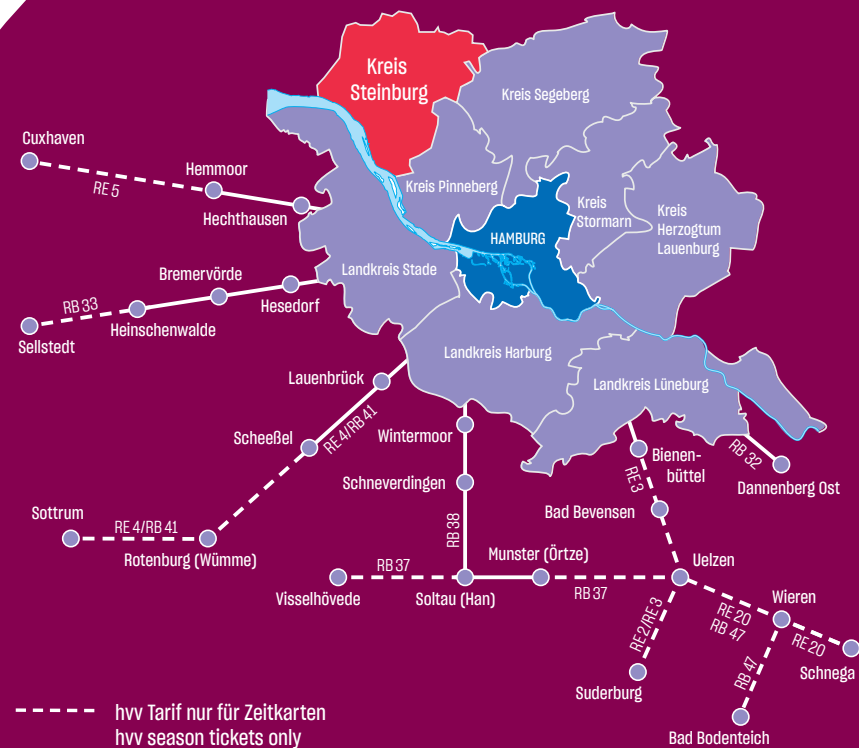 Kreis
Steinburg
Kreis Segeberg
Cuxhaven
RE 5
Hemmoor
Hechthausen
Kreis Pinneberg
Kreis
Stormarn
Kreis
Herzogtum
Lauenburg
HAMBURG
Landkreis Stade
Bremervörde
Hesedorf
RB 33
Heinschenwalde
Sellstedt
Landkreis Harburg
Landkreis Lüneburg
Lauenbrück
RE 4/RB 41
Scheeßel
Wintermoor
Schneverdingen
RB 38
Bienen-
büttel
RE 3
RB 32
Dannenberg Ost
Bad Bevensen
Sottrum
RE 4/RB 41
Rotenburg (Wümme)
Munster (Örtze)
Uelzen
RB 37
Visselhövede
Soltau (Han)
RB 37
RE 20
RB 47
Wieren
RE 20
Schnega
RE 2/RE 3
Suderburg
RB 47
Bad Bodenteich
hvv Tarif nur für Zeitkarten
hvv season tickets only